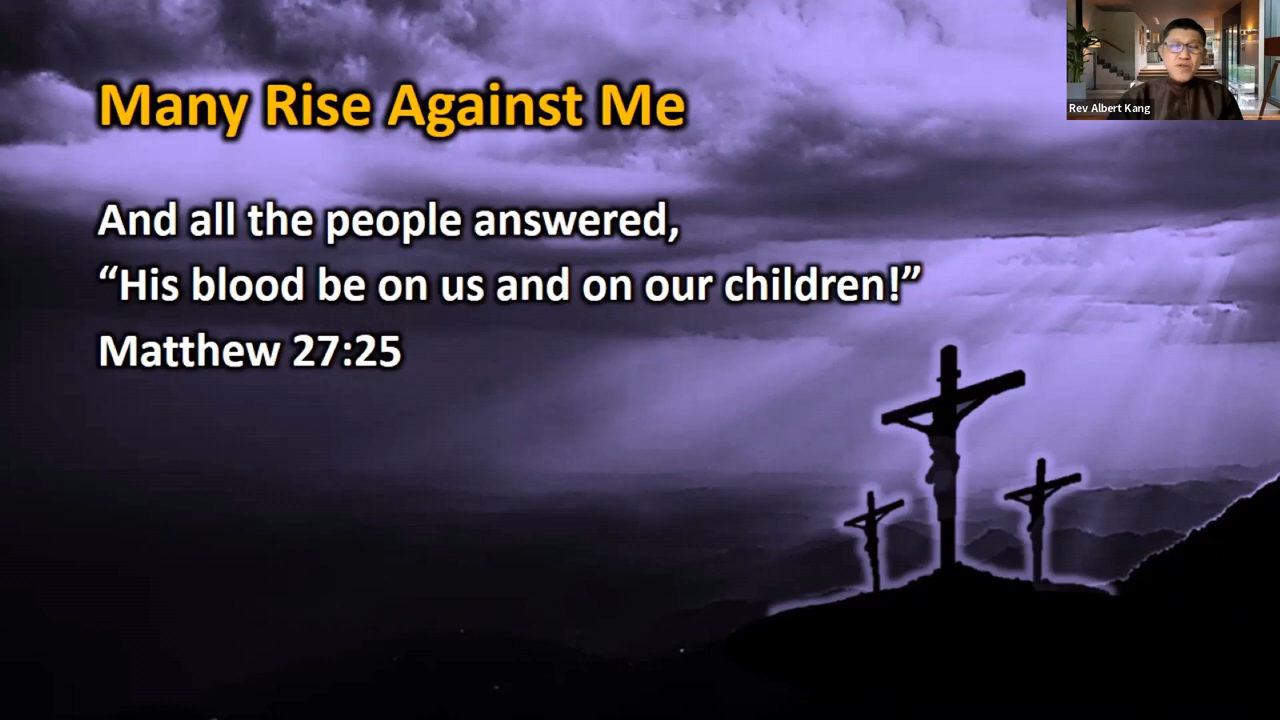 Many Rise Against Me
Rev Albert Kang
And all the people answered,
“His blood be on us and on our children!”
Matthew 27:25